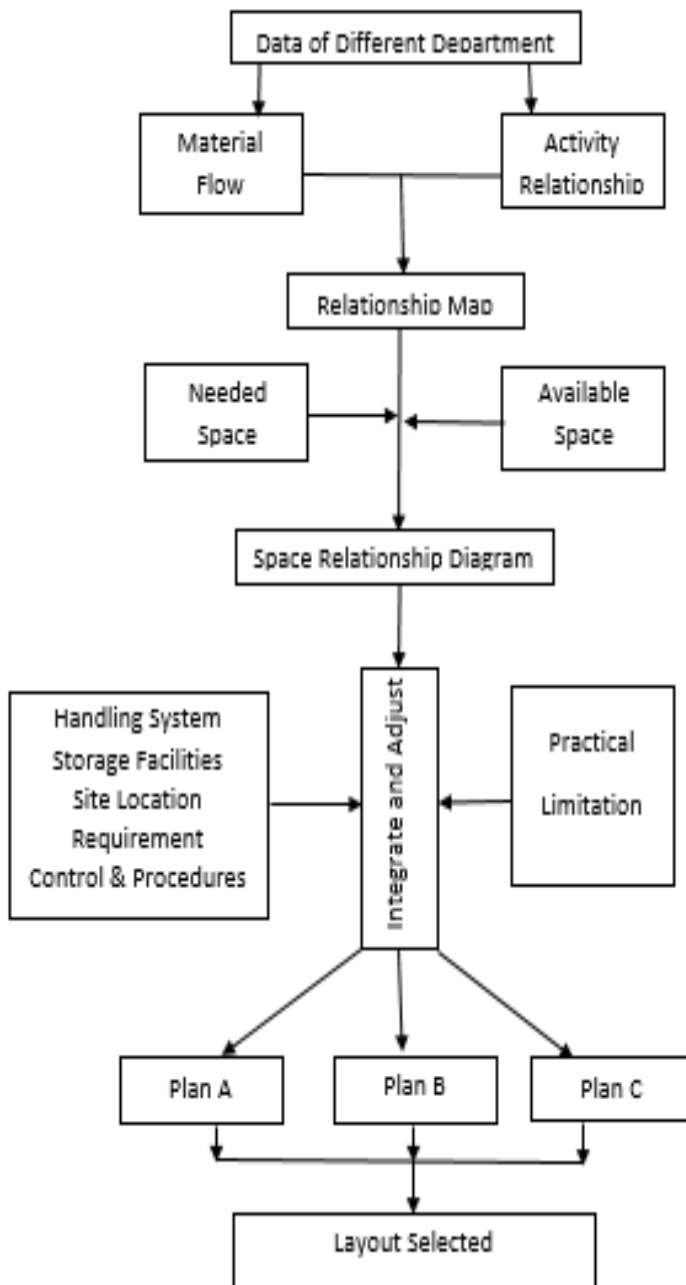 Data of Different Department
Material
Flow
Activity
Relationship
Relationship Map
Needed
Space
Available
Space
Space Relationship Diagram
Handling System
Storage Facilities
Site Location
Requirement
Control & Procedures
Integrate and Adjust
Practical
Limitation
Plan A
Plan B
Plan C
Layout Selected